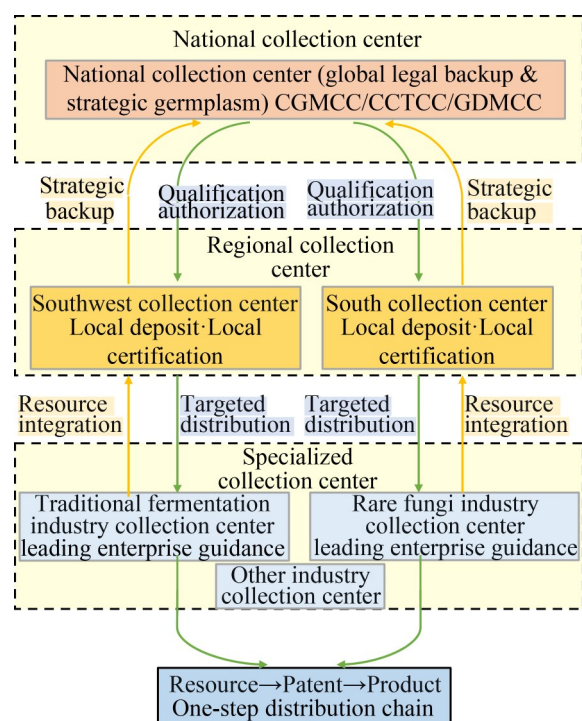 National collection center
National collection center (global legal backup &
strategic germplasm) CGMCC/CCTCC/GDMCC
Strategic
backup
Qualification
authorization
Qualification
authorization
Strategic
backup
Regional collection
center
Southwest collection center
Local deposit·Local
certification
South collection center
Local deposit·Local
certification
Resource
integration
Targeted
distribution
Targeted
distribution
Resource
integration
Specialized
collection center
Traditional fermentation
industry collection center
leading enterprise guidance
Rare fungi industry
collection center
leading enterprise guidance
Other industry
collection center
Resource→Patent→Product
One-step distribution chain